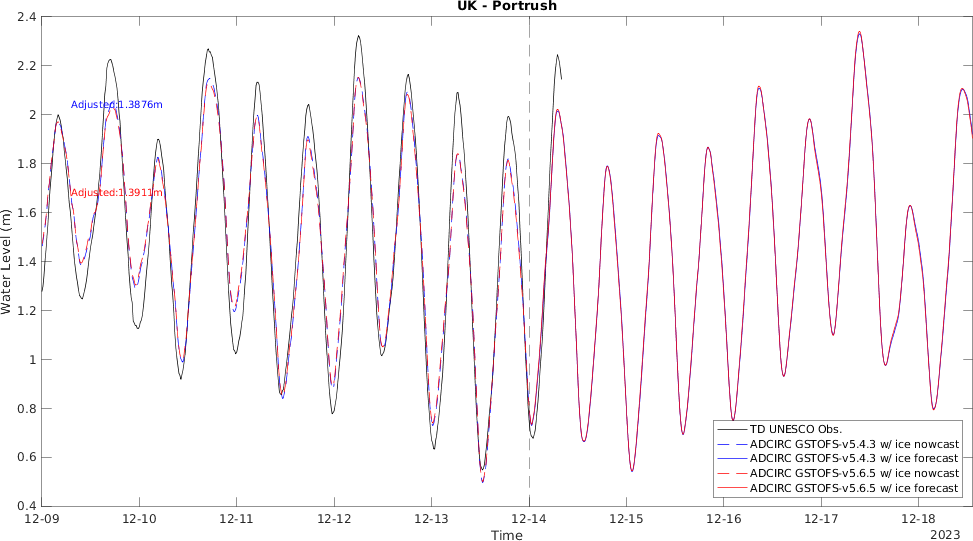 UK - Portrush
2.4
2.2
2
1.8
1.6
1.4
1.2
1
0.8
0.6
0.4
Water Level (m)
Adjusted:1.3876m
Adjusted:1.3911m
TD UNESCO Obs.
ADCIRC GSTOFS-v5.4.3 w/ ice nowcast
ADCIRC GSTOFS-v5.4.3 w/ ice forecast
ADCIRC GSTOFS-v5.6.5 w/ ice nowcast
ADCIRC GSTOFS-v5.6.5 w/ ice forecast
12-09 12-10 12-11 12-12 12-13 12-14 12-15 12-16 12-17 12-18
Time
2023